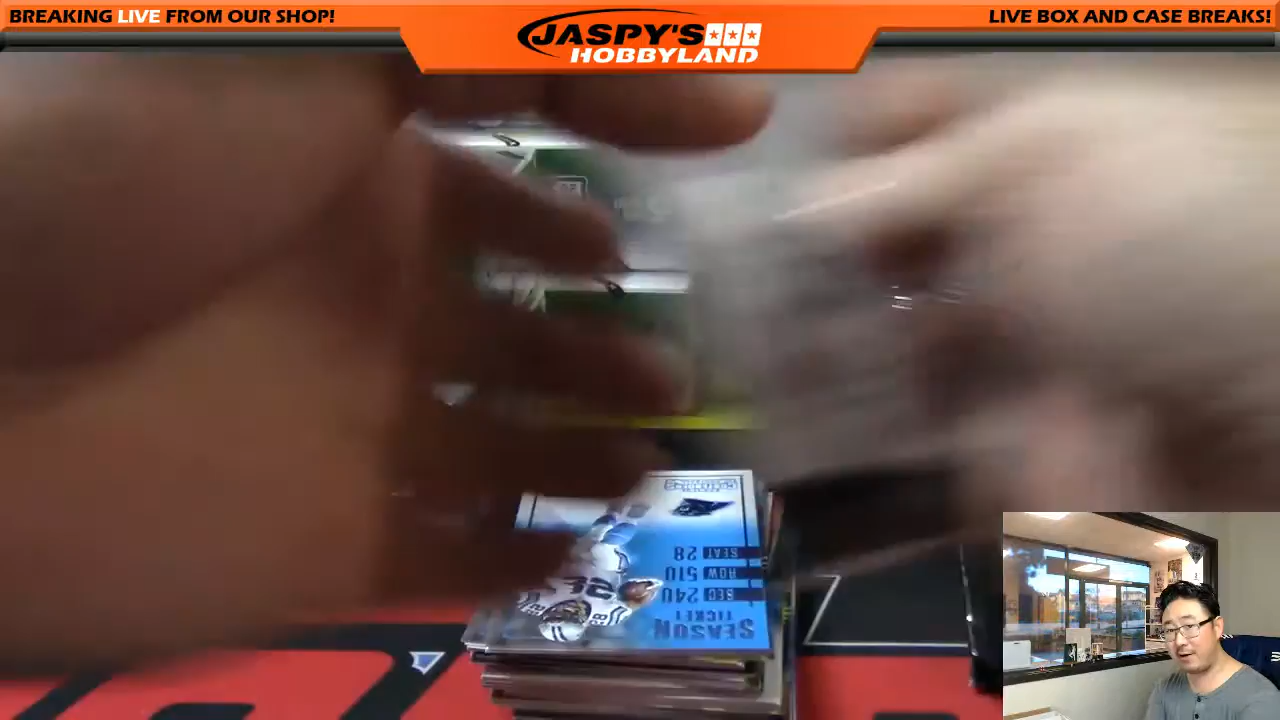 BREAKING LIVE FROM OUR SHOP!
JASPY'S
HOBBYLAND
LIVE BOX AND CASE BREAKS!
SEASON
TICKET
SEC 240
ROW 510
SEAT 28